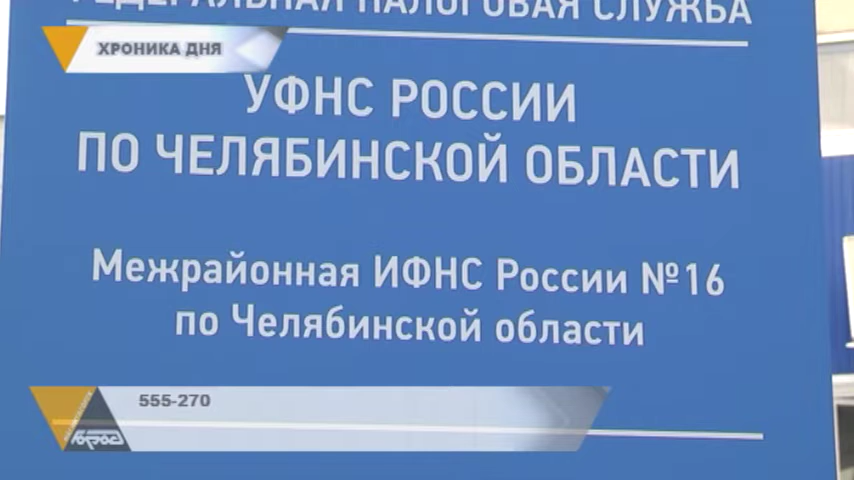 ФЕДЕРАЛЬНАЯ НАЛОГОВАЯ СЛУЖБА
ХРОНИКА ДНЯ
УФНС РОССИИ
ПО ЧЕЛЯБИНСКОЙ ОБЛАСТИ
Межрайонная ИФНС России №16
по Челябинской области
555-270